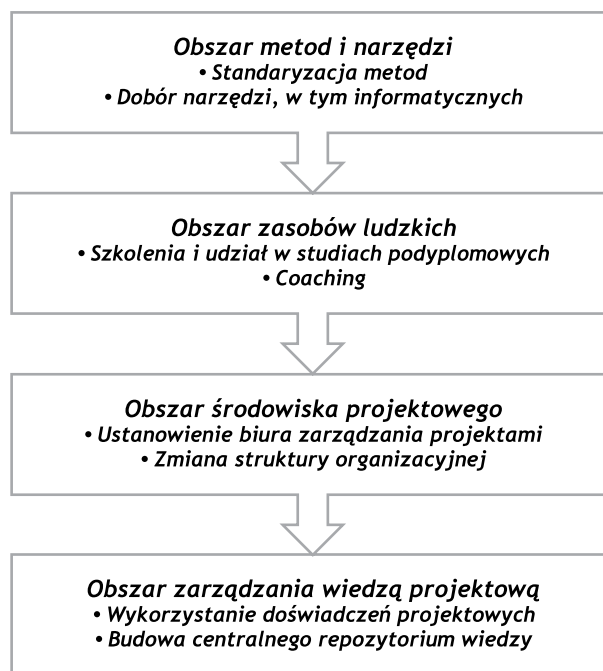 Obszar metod i narzędzi
• Standaryzacja metod
• Dobór narzędzi, w tym informatycznych
Obszar zasobów ludzkich
• Szkolenia i udział w studiach podyplomowych
• Coaching
Obszar środowiska projektowego
• Ustanowienie biura zarządzania projektami
• Zmiana struktury organizacyjnej
Obszar zarządzania wiedzą projektową
• Wykorzystanie doświadczeń projektowych
• Budowa centralnego repozytorium wiedzy